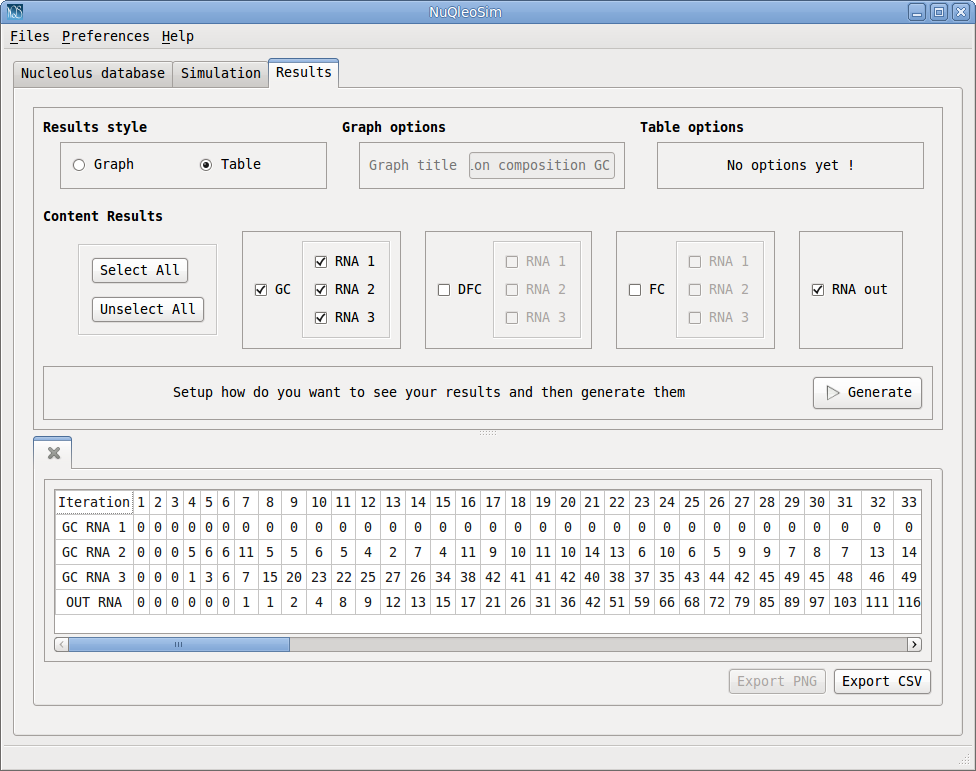 NuQleoSim
Files Preferences Help
Nucleolus database Simulation Results
Results style Graph options Table options
Graph Table Graph title on composition GC No options yet !
Content Results
Select All
Unselect All
GC RNA 1
RNA 2
RNA 3
DFC RNA 1
RNA 2
RNA 3
FC RNA 1
RNA 2
RNA 3
RNA out
Setup how do you want to see your results and then generate them Generate
Iteration 1 2 3 4 5 6 7 8 9 10 11 12 13 14 15 16 17 18 19 20 21 22 23 24 25 26 27 28 29 30 31 32 33
GC RNA 1 0 0 0 0 0 0 0 0 0 0 0 0 0 0 0 0 0 0 0 0 0 0 0 0 0 0 0 0 0 0 0 0 0
GC RNA 2 0 0 0 5 6 6 11 5 5 6 5 4 2 7 4 11 9 10 11 10 14 13 6 10 6 5 9 9 7 8 7 13 14
GC RNA 3 0 0 0 1 3 6 7 15 20 23 22 25 27 26 34 38 42 41 41 42 40 38 37 35 43 44 42 45 49 45 48 46 49
OUT RNA 0 0 0 0 0 0 1 1 2 4 8 9 12 13 15 17 21 26 31 36 42 51 59 66 68 72 79 85 89 97 103 111 116
Export PNG Export CSV